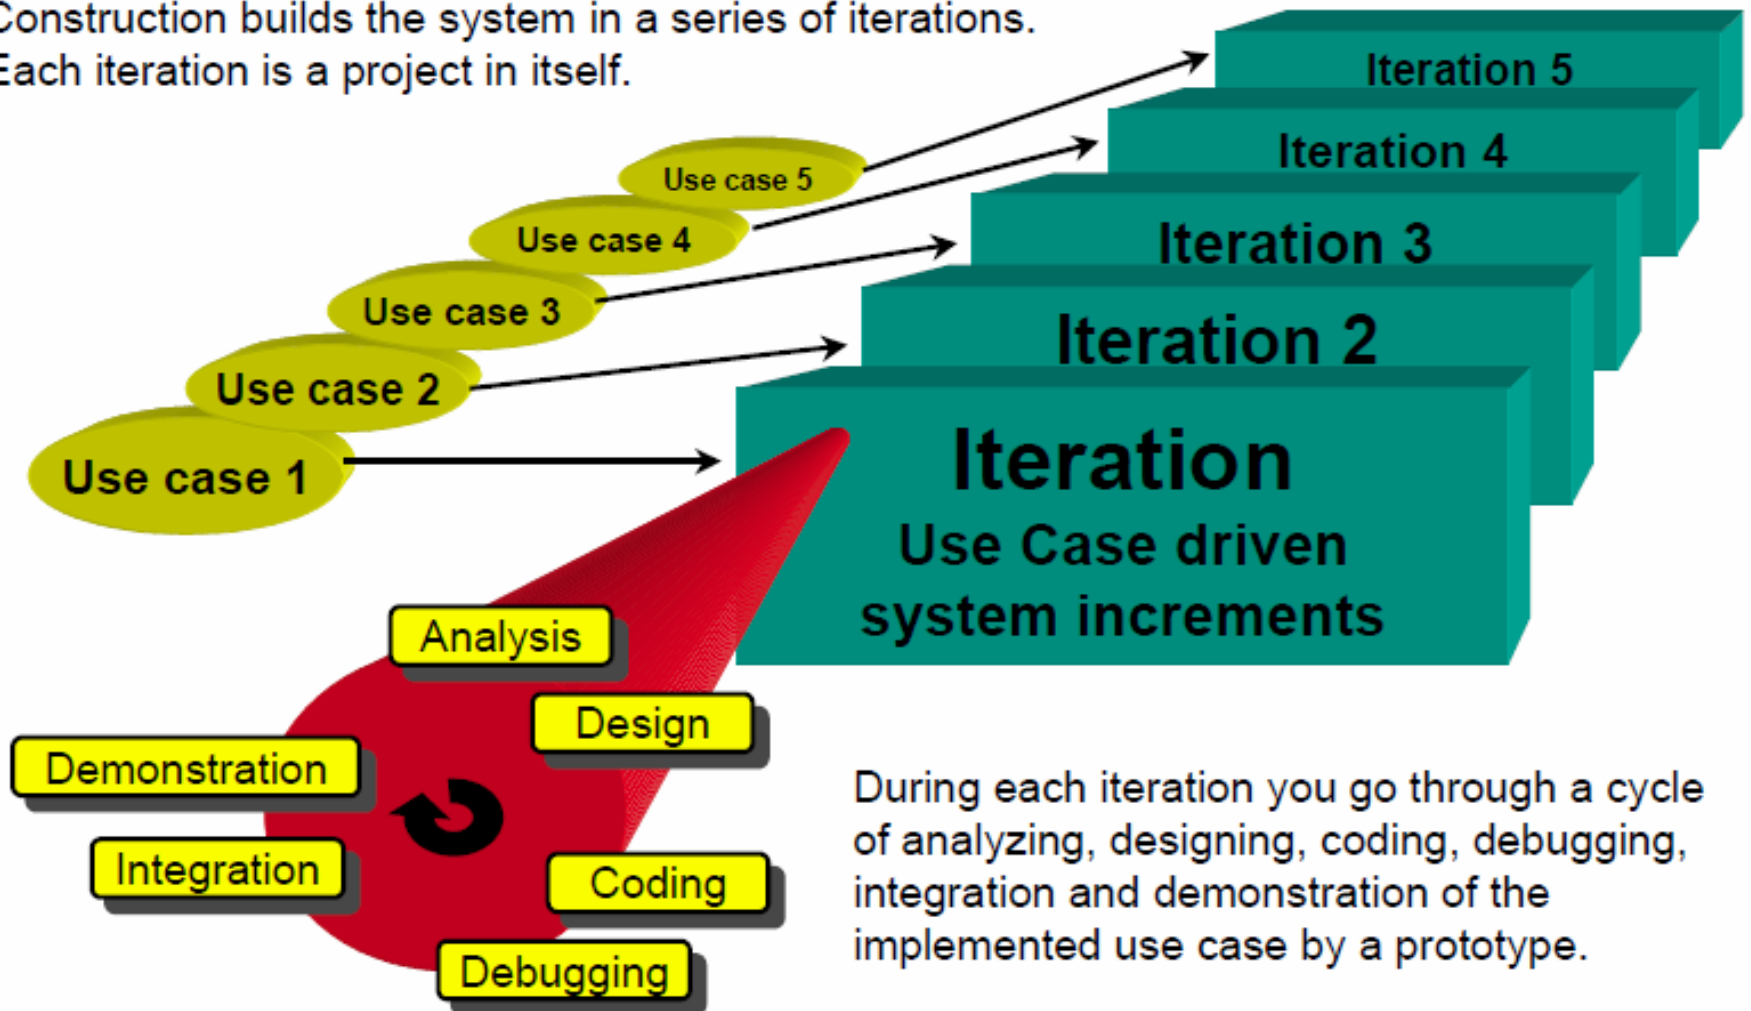 Construction builds the system in a series of iterations.
Each iteration is a project in itself.
Iteration 5
Iteration 4
Iteration 3
Iteration 2
Iteration
Use Case driven
system increments
Use case 5
Use case 4
Use case 3
Use case 2
Use case 1
Analysis
Design
Demonstration
Integration
Coding
Debugging
During each iteration you go through a cycle
of analyzing, designing, coding, debugging,
integration and demonstration of the
implemented use case by a prototype.